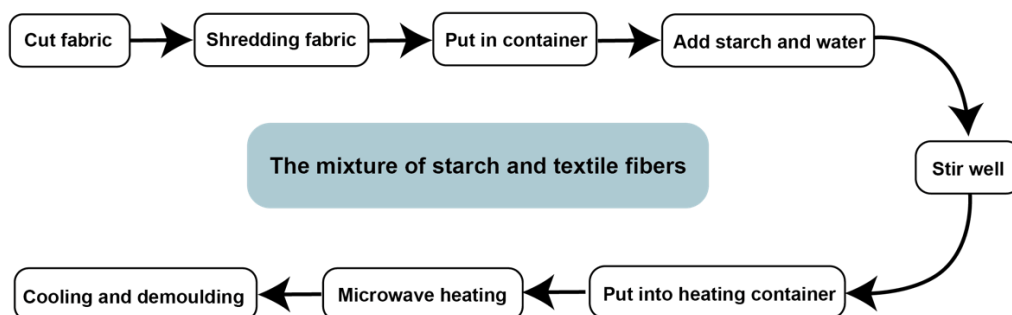 Cut fabric
Shredding fabric
Put in container
Add starch and water
The mixture of starch and textile fibers
Stir well
Put into heating container
Microwave heating
Cooling and demoulding